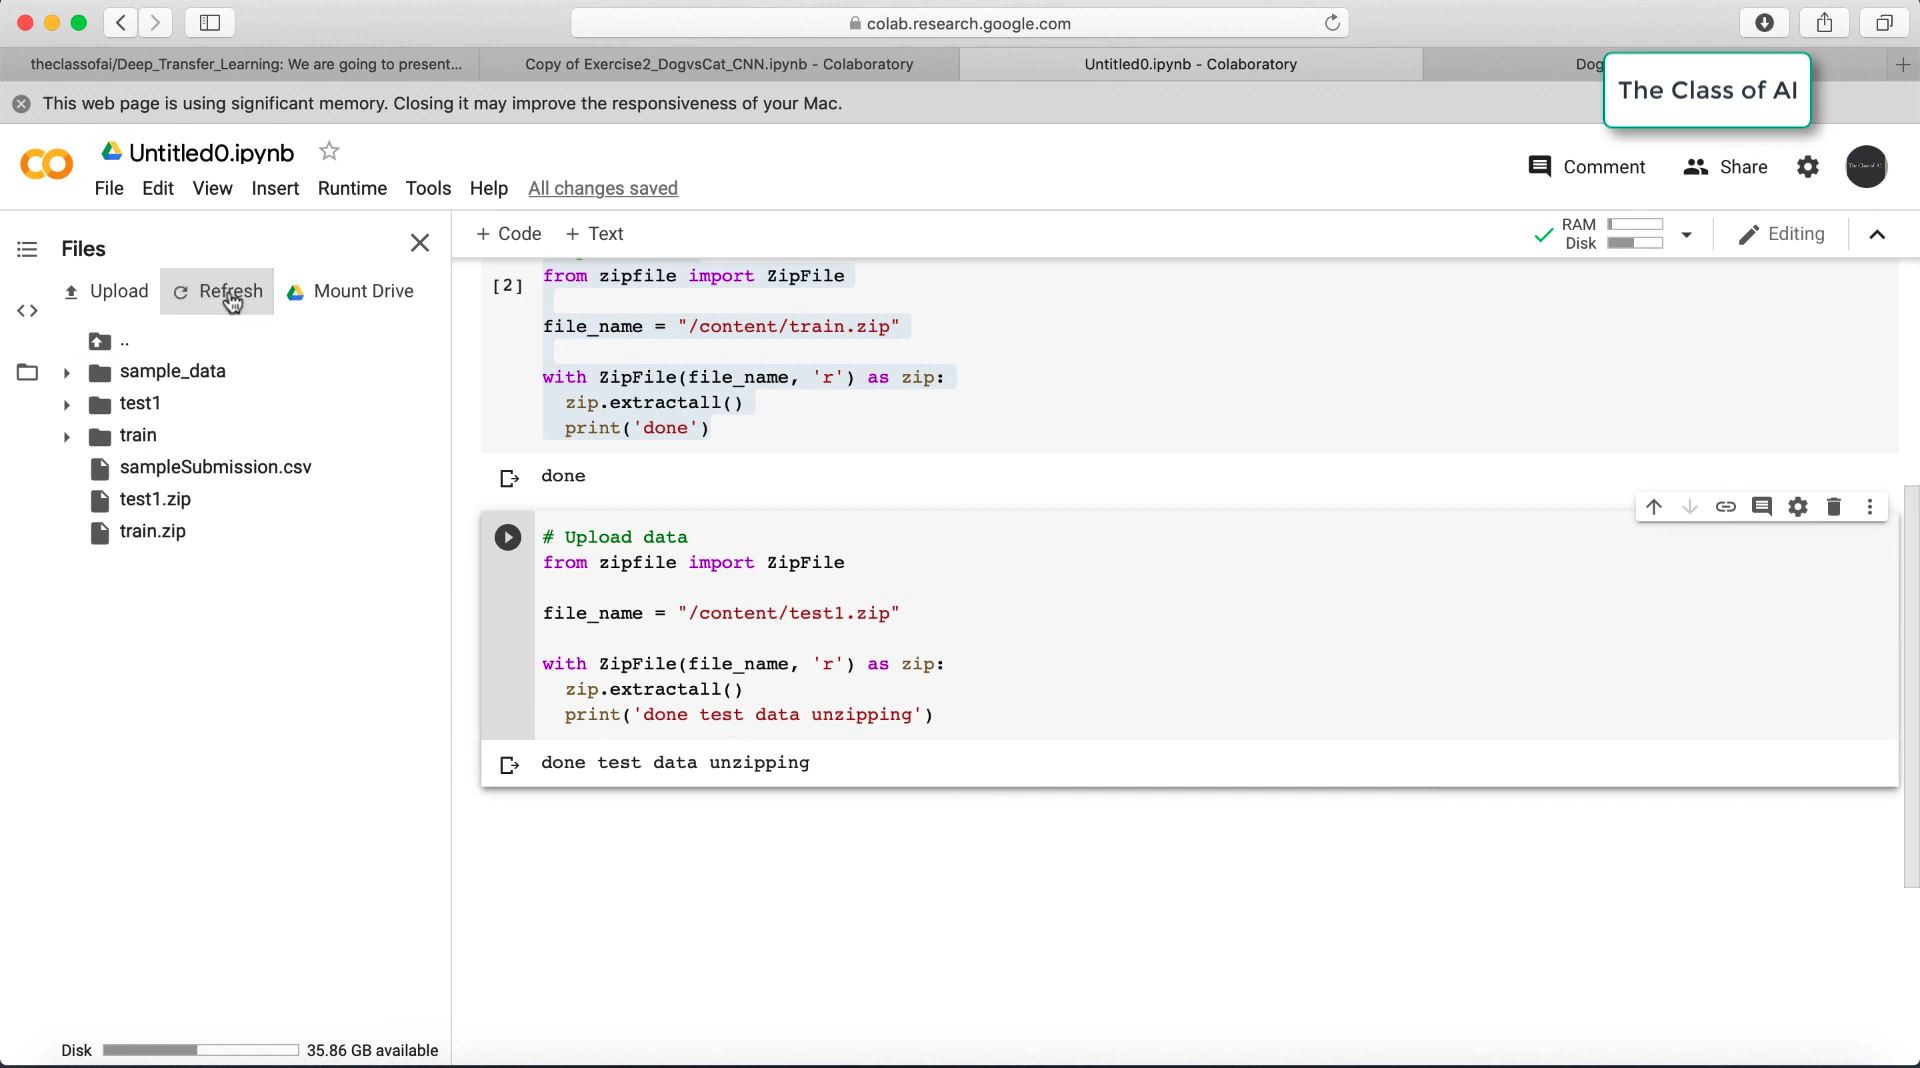 colab.research.google.com
theclassofai/Deep_Transfer_Learning: We are going to present...
Copy of Exercise2_DogvsCat_CNN.ipynb - Colaboratory
Untitled0.ipynb - Colaboratory
Dog
This web page is using significant memory. Closing it may improve the responsiveness of your Mac.
The Class of AI
Untitled0.ipynb
Comment
Share
The Class of AI
File Edit View Insert Runtime Tools Help All changes saved
Files
+ Code + Text
RAM
Disk
Editing
Upload Refresh Mount Drive
..
sample_data
test1
train
sampleSubmission.csv
test1.zip
train.zip
[2]
from zipfile import ZipFile
file_name = "/content/train.zip"
with ZipFile(file_name, 'r') as zip:
zip.extractall()
print('done')
done
# Upload data
from zipfile import ZipFile
file_name = "/content/test1.zip"
with ZipFile(file_name, 'r') as zip:
zip.extractall()
print('done test data unzipping')
done test data unzipping
Disk 35.86 GB available